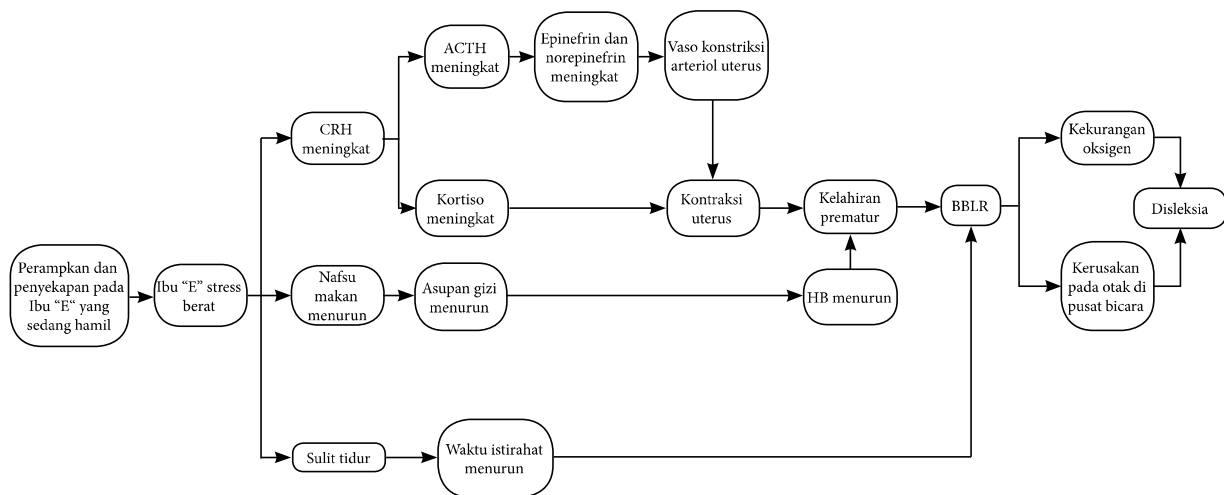 ACTH
meningkat
Epinefrin dan
norepinefrin
meningkat
Vaso konstriksi
arteriol uterus
CRH
meningkat
Kekurangan
oksigen
Kortiso
meningkat
Kontraksi
uterus
Kelahiran
prematur
BBLR
Disleksia
Perampkan dan
penyekapan pada
Ibu “E“ yang
sedang hamil
Ibu “E” stress
berat
Nafsu
makan
menurun
Asupan gizi
menurun
HB menurun
Kerusakan
pada otak di
pusat bicara
Sulit tidur
Waktu istirahat
menurun